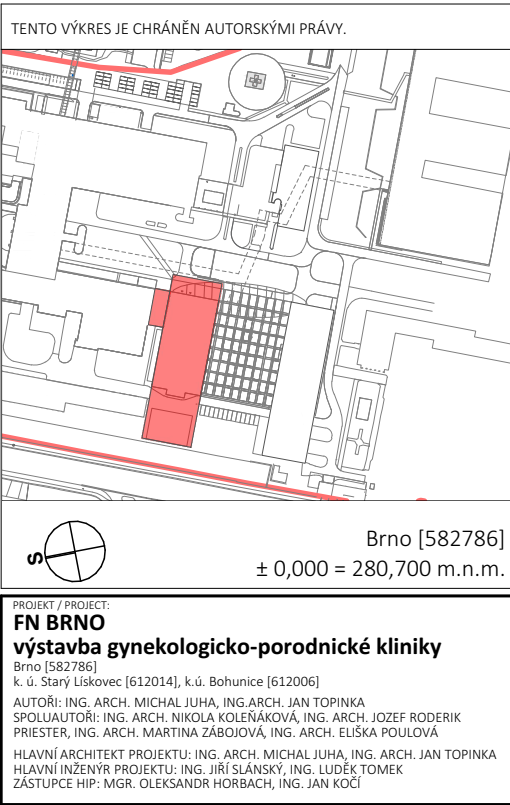 TENTO VÝKRES JE CHRÁNĚN AUTORSKÝMI PRÁVY.
S
Brno [582786]
± 0,000 = 280,700 m.n.m.
PROJEKT / PROJECT:
FN BRNO
výstavba gynekologicko-porodnické kliniky
Brno [582786]
k. ú. Starý Lískovec [612014], k.ú. Bohunice [612006]
AUTOŘI: ING. ARCH. MICHAL JUHA, ING.ARCH. JAN TOPINKA
SPOLUAUTOŘI: ING. ARCH. NIKOLA KOLEŇÁKOVÁ, ING. ARCH. JOZEF RODERIK
PRIESTER, ING. ARCH. MARTINA ZÁBOJOVÁ, ING. ARCH. ELIŠKA POULOVÁ
HLAVNÍ ARCHITEKT PROJEKTU: ING. ARCH. MICHAL JUHA, ING. ARCH. JAN TOPINKA
HLAVNÍ INŽENÝR PROJEKTU: ING. JIŘÍ SLÁNSKÝ, ING. LUDĚK TOMEK
ZÁSTUPCE HIP: MGR. OLEKSANDR HORBACH, ING. JAN KOČÍ